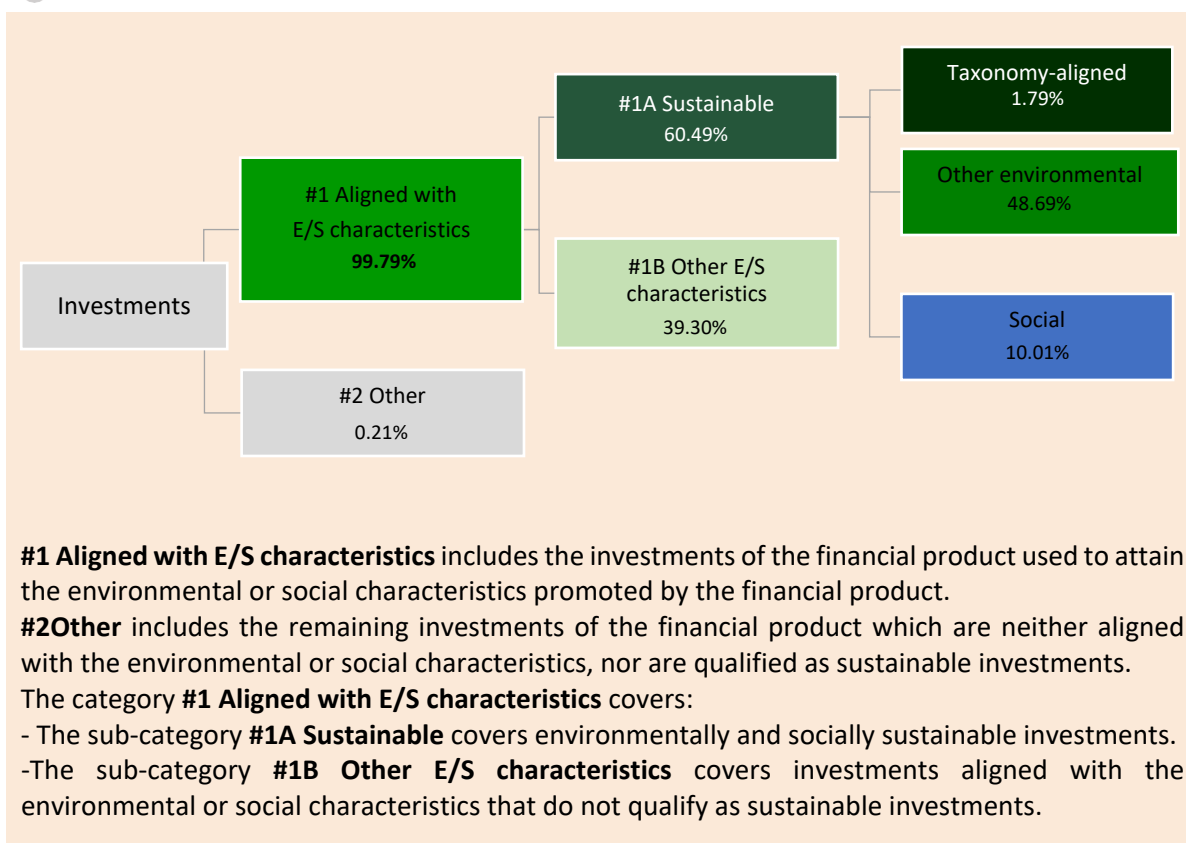 Investments
#1 Aligned with
E/S characteristics
99.79%
#2 Other
0.21%
#1A Sustainable
60.49%
#1B Other E/S
characteristics
39.30%
Taxonomy-aligned
1.79%
Other environmental
48.69%
Social
10.01%
#1 Aligned with E/S characteristics includes the investments of the financial product used to attain
the environmental or social characteristics promoted by the financial product.
#2Other includes the remaining investments of the financial product which are neither aligned
with the environmental or social characteristics, nor are qualified as sustainable investments.
The category #1 Aligned with E/S characteristics covers:
- The sub-category #1A Sustainable covers environmentally and socially sustainable investments.
-The sub-category #1B Other E/S characteristics covers investments aligned with the
environmental or social characteristics that do not qualify as sustainable investments.